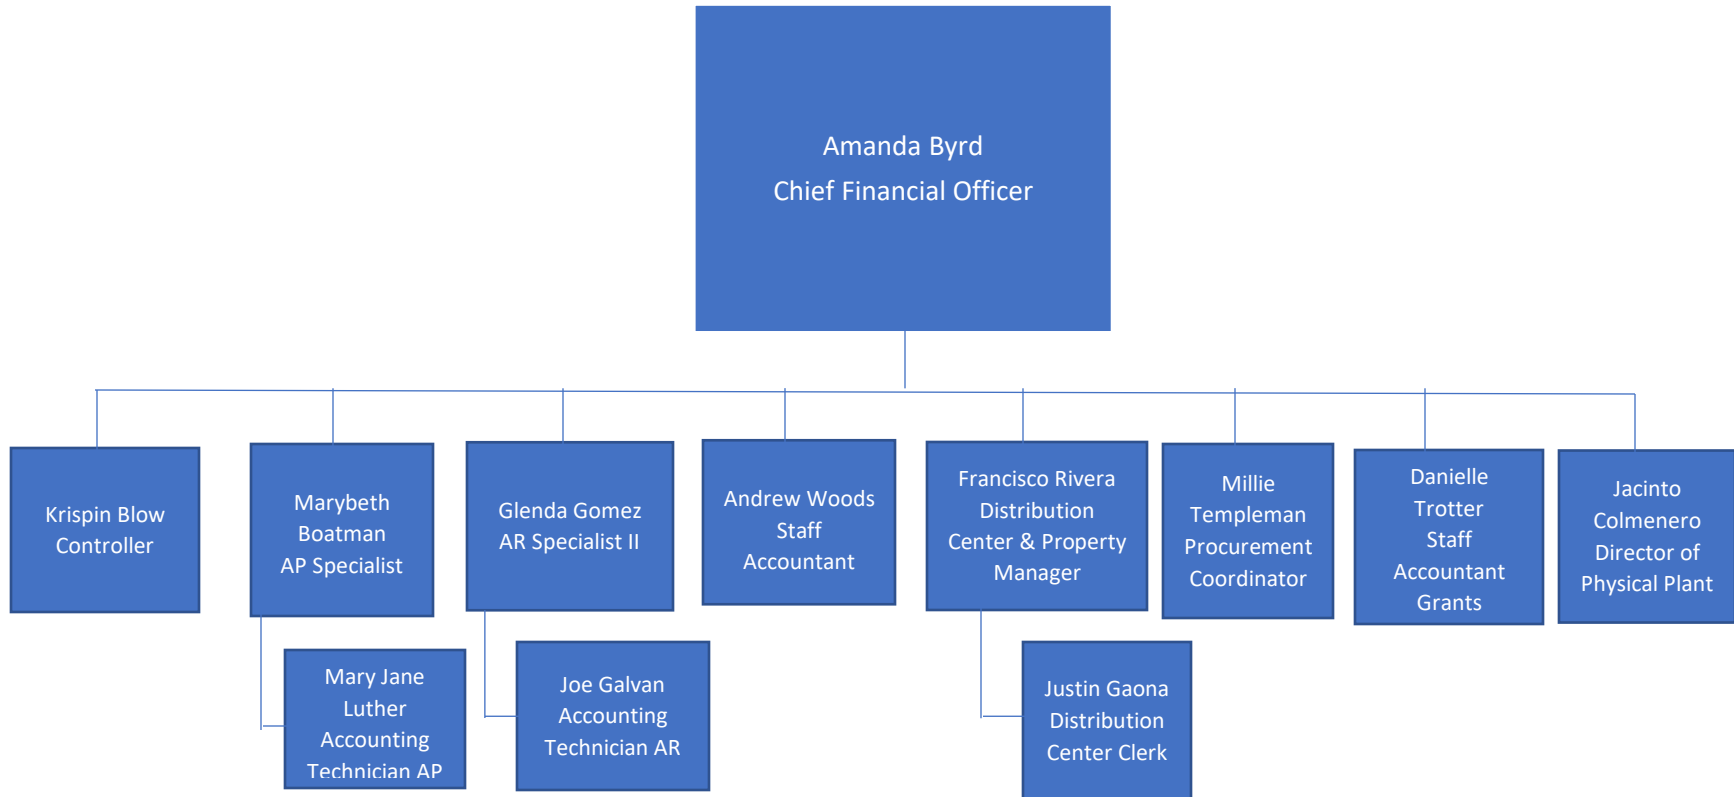 Amanda Byrd
Chief Financial Officer
Krispin Blow
Controller
Marybeth
Boatman
AP Specialist
Glenda Gomez
AR Specialist II
Andrew Woods
Staff
Accountant
Francisco Rivera
Distribution
Center & Property
Manager
Millie
Templeman
Procurement
Coordinator
Danielle
Trotter
Staff
Accountant
Grants
Jacinto
Colmenero
Director of
Physical Plant
Mary Jane
Luther
Accounting
Technician AP
Joe Galvan
Accounting
Technician AR
Justin Gaona
Distribution
Center Clerk